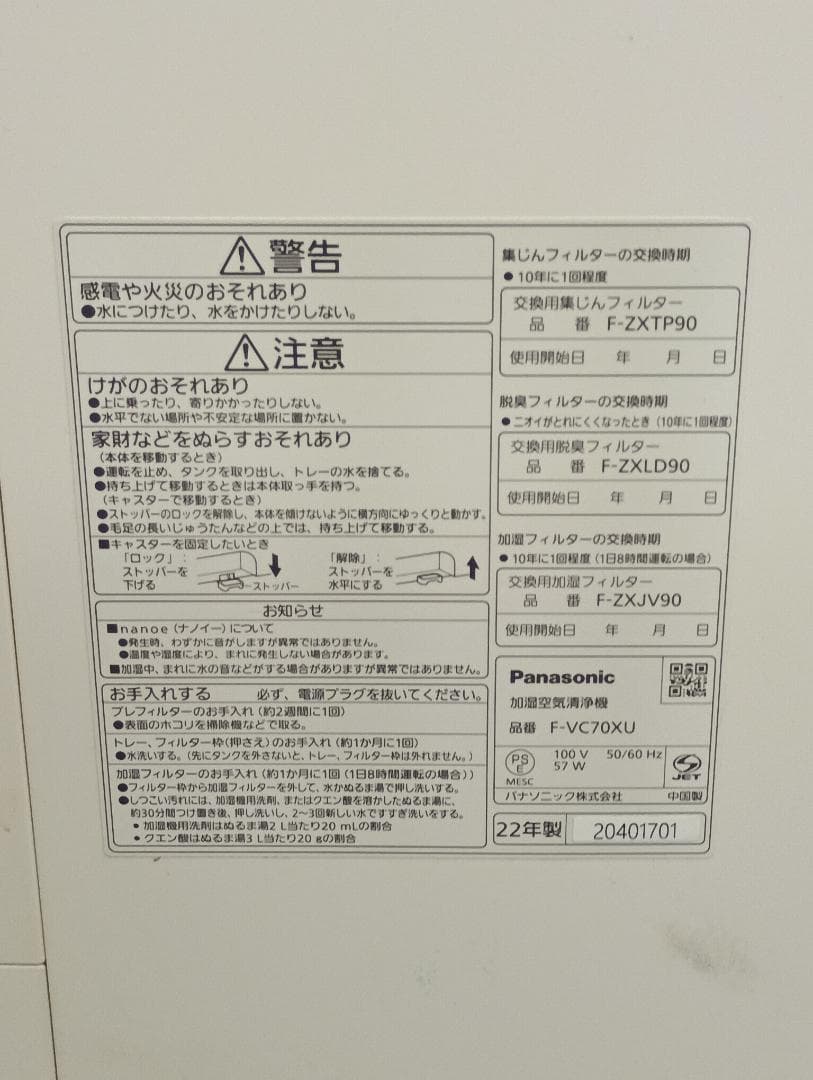 警告
感電や火災のおそれあり
●水につけたり、水をかけたりしない。
注意
けがのおそれあり
●上に乗ったり、寄りかかったりしない。
●水平でない場所や不安定な場所に置かない。
家財などをぬらすおそれあり
（本体を移動するとき）
●運転を止め、タンクを取り出し、トレーの水を捨てる。
●持ち上げて移動するときは本体取っ手を持つ。
（キャスターで移動するとき）
●ストッパーのロックを解除し、本体を傾けないように横方向にゆっくりと動かす。
●毛足の長いじゅうたんなどの上では、持ち上げて移動する。
■キャスターを固定したいとき
「ロック」：
ストッパーを
下げる
ストッパー
「解除」：
ストッパーを
水平にする
お知らせ
■nanoe（ナノイー）について
●発生時、わずかに音がしますが異常ではありません。
●温度や湿度により、まれに発生しない場合があります。
■加湿中、まれに水の音などがする場合がありますが異常ではありません。
お手入れする 必ず、電源プラグを抜いてください。
プレフィルターのお手入れ（約2週間に1回）
●表面のホコリを掃除機などで取る。
トレー、フィルター枠（押さえ）のお手入れ（約1か月に1回）
●水洗いする。（先にタンクを外さないと、トレー、フィルター枠は外れません。）
加湿フィルターのお手入れ（約1か月に1回（1日8時間運転の場合））
●フィルター枠から加湿フィルターを外して、水かぬるま湯で押し洗いする。
●しつこい汚れには、加湿機用洗剤、またはクエン酸を溶かしたぬるま湯に、
約30分間つけ置き後、押し洗いし、2～3回新しい水ですすぎ洗いをする。
• 加湿機用洗剤はぬるま湯2 L当たり20 mLの割合
• クエン酸はぬるま湯3 L当たり20 gの割合
集じんフィルターの交換時期
● 10年に1回程度
交換用集じんフィルター
品 番 F-ZXTP90
使用開始日 年 月 日
脱臭フィルターの交換時期
● ニオイがとれにくくなったとき（10年に1回程度）
交換用脱臭フィルター
品 番 F-ZXLD90
使用開始日 年 月 日
加湿フィルターの交換時期
● 10年に1回程度（1日8時間運転の場合）
交換用加湿フィルター
品 番 F-ZXJV90
使用開始日 年 月 日
Panasonic
加湿空気清浄機
品番 F-VC70XU
PS
E
MESC
100 V 50/60 Hz
57 W
JET
パナソニック株式会社 中国製
22年製 20401701